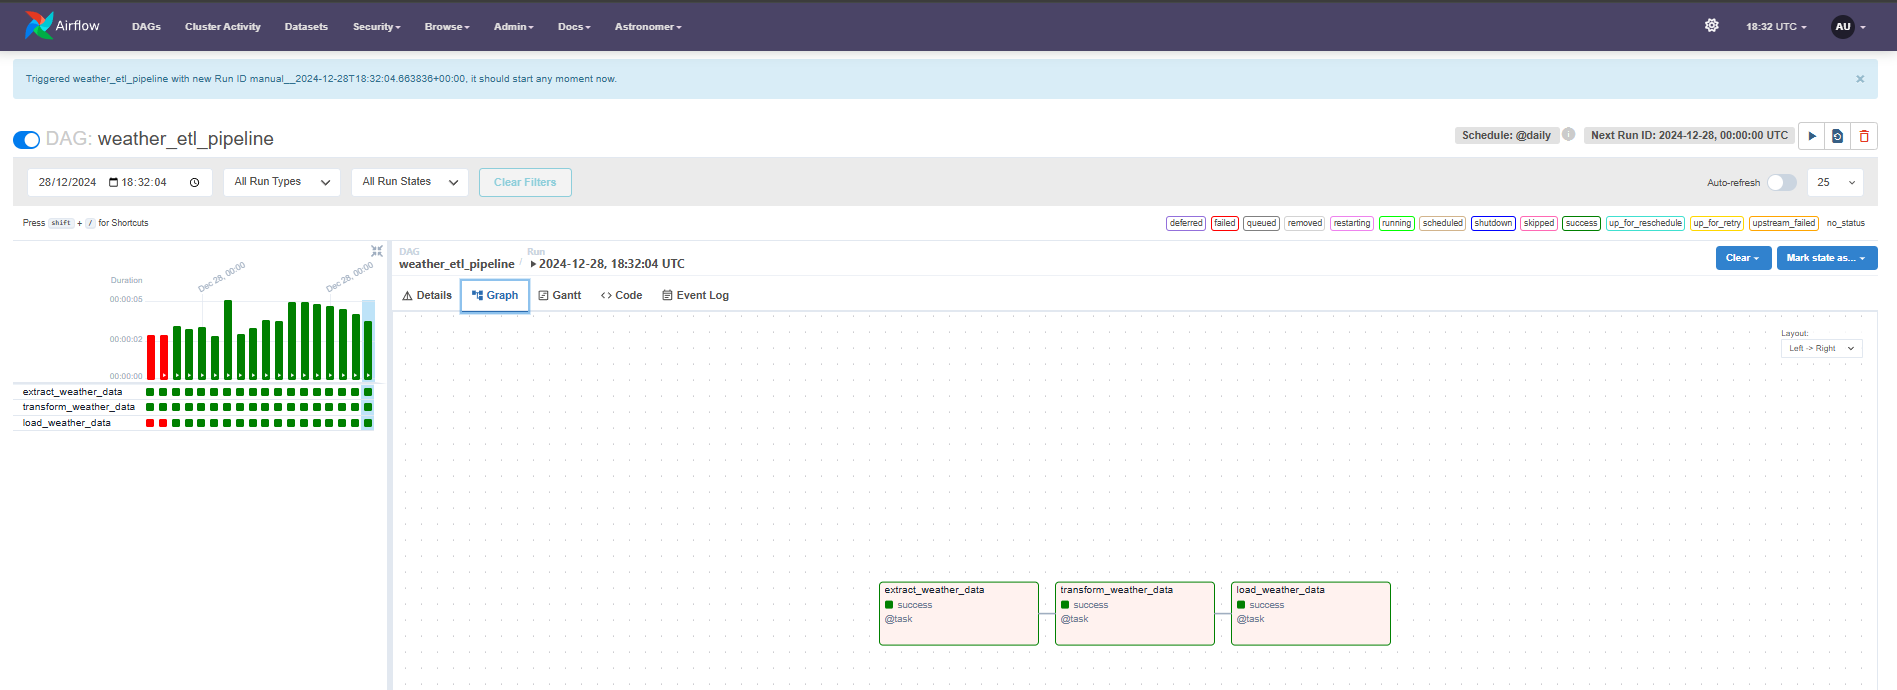 Airflow DAGs Cluster Activity Datasets Security Browse Admin Docs Astronomer 18:32 UTC AU
Triggered weather_etl_pipeline with new Run ID manual__2024-12-28T18:32:04.663836+00:00, it should start any moment now. ×
DAG: weather_etl_pipeline Schedule: @daily i Next Run ID: 2024-12-28, 00:00:00 UTC
28/12/2024 18:32:04 All Run Types All Run States Clear Filters Auto-refresh 25
Press shift + / for Shortcuts deferred failed queued removed restarting running scheduled shutdown skipped success up_for_reschedule up_for_retry upstream_failed no_status
Duration
Dec 28, 00:00
Dec 28, 00:00
00:00:05
00:00:02
00:00:00
extract_weather_data
transform_weather_data
load_weather_data
DAG
weather_etl_pipeline
/
Run
2024-12-28, 18:32:04 UTC
Clear Mark state as...
Details Graph Gantt Code Event Log
Layout:
Left -> Right
extract_weather_data
success
@task
transform_weather_data
success
@task
load_weather_data
success
@task